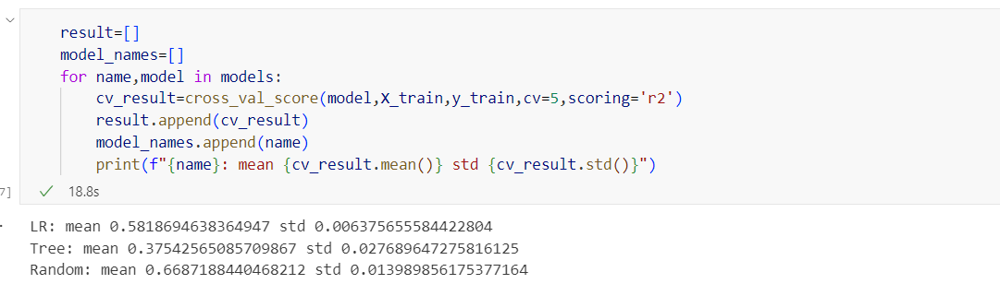 result=[]
model_names=[]
for name,model in models:
    cv_result=cross_val_score(model,X_train,y_train,cv=5,scoring='r2')
    result.append(cv_result)
    model_names.append(name)
    print(f"{name}: mean {cv_result.mean()} std {cv_result.std()}")
7]
18.8s
LR: mean 0.5818694638364947 std 0.006375655584422804
Tree: mean 0.37542565085709867 std 0.027689647275816125
Random: mean 0.6687188440468212 std 0.013989856175377164